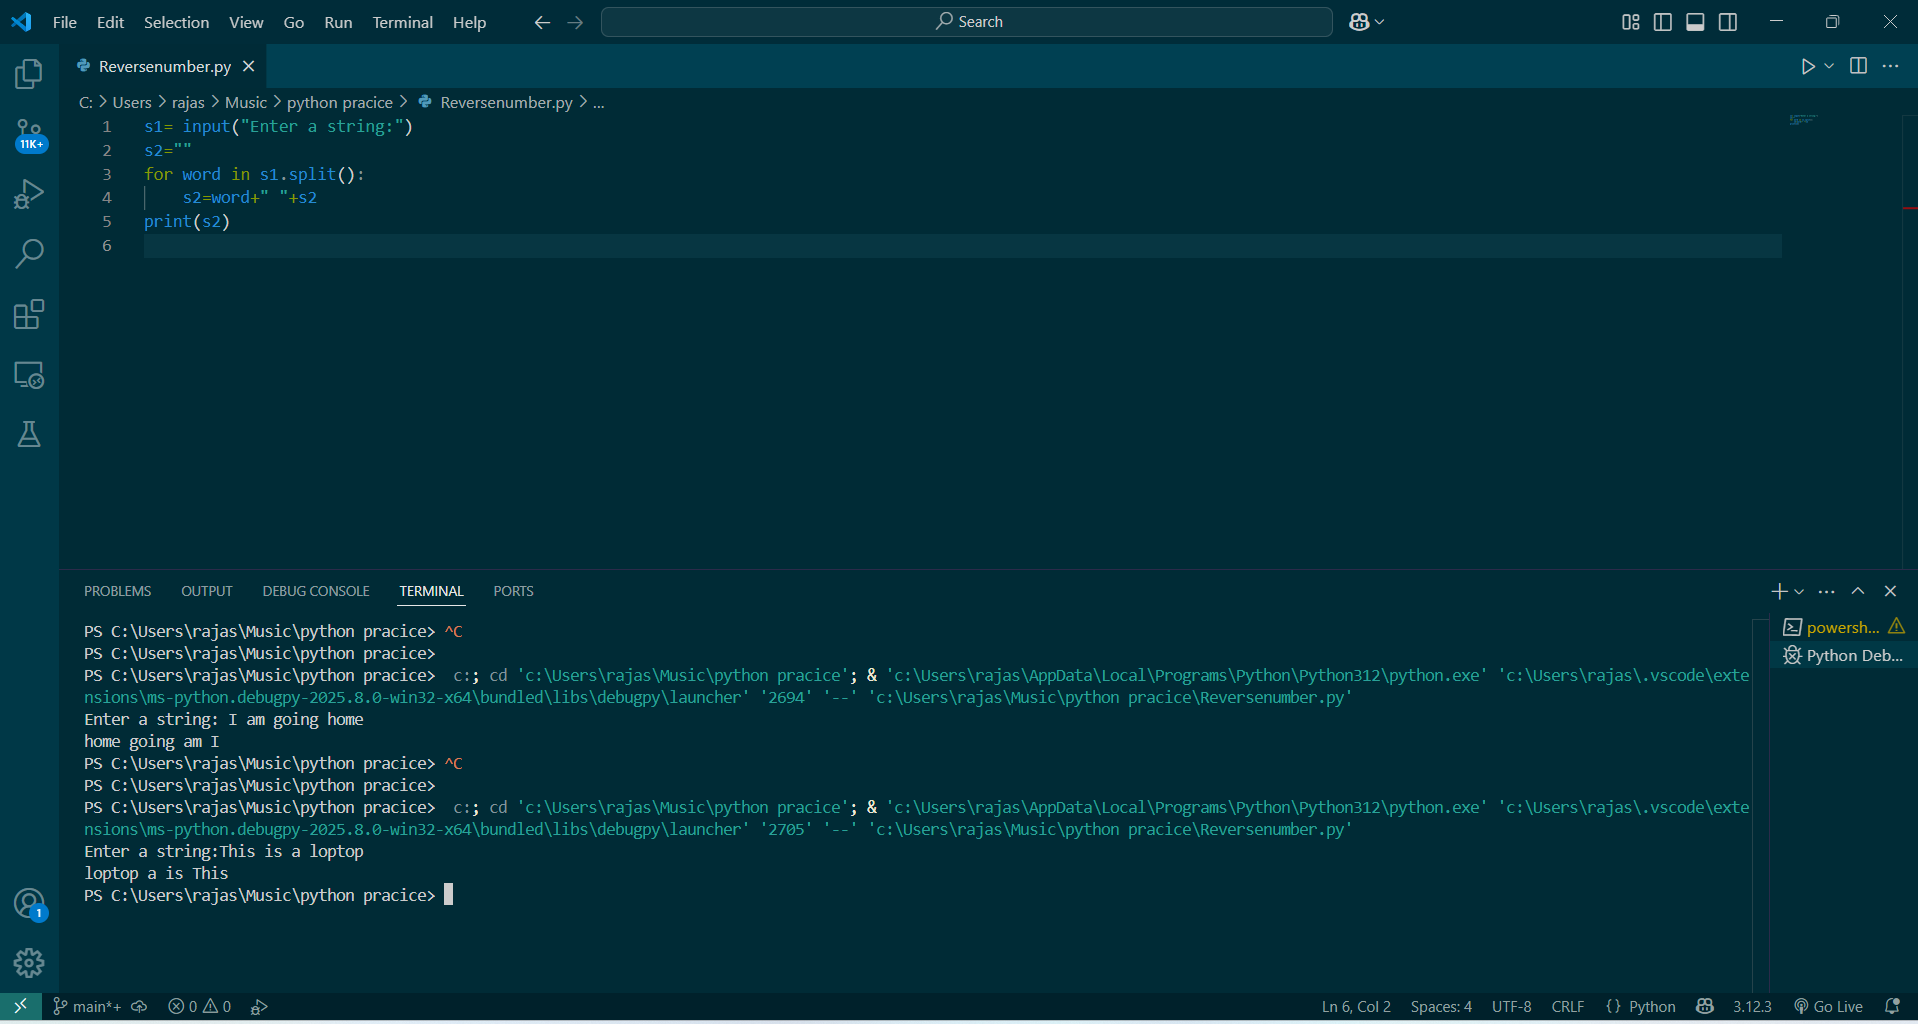 File Edit Selection View Go Run Terminal Help Search
Reversenumber.py
C: > Users > rajas > Music > python pracice > Reversenumber.py > ...
1 s1= input("Enter a string:")
2 s2=""
3 for word in s1.split():
4 s2=word+" "+s2
5 print(s2)
6
11K+
PROBLEMS OUTPUT DEBUG CONSOLE TERMINAL PORTS
PS C:\Users\rajas\Music\python pracice> ^C
PS C:\Users\rajas\Music\python pracice>
PS C:\Users\rajas\Music\python pracice>  c:; cd 'c:\Users\rajas\Music\python pracice'; & 'c:\Users\rajas\AppData\Local\Programs\Python\Python312\python.exe' 'c:\Users\rajas\.vscode\exte
nsions\ms-python.debugpy-2025.8.0-win32-x64\bundled\libs\debugpy\launcher' '2694' '--' 'c:\Users\rajas\Music\python pracice\Reversenumber.py'
Enter a string: I am going home
home going am I
PS C:\Users\rajas\Music\python pracice> ^C
PS C:\Users\rajas\Music\python pracice>
PS C:\Users\rajas\Music\python pracice>  c:; cd 'c:\Users\rajas\Music\python pracice'; & 'c:\Users\rajas\AppData\Local\Programs\Python\Python312\python.exe' 'c:\Users\rajas\.vscode\exte
nsions\ms-python.debugpy-2025.8.0-win32-x64\bundled\libs\debugpy\launcher' '2705' '--' 'c:\Users\rajas\Music\python pracice\Reversenumber.py'
Enter a string:This is a loptop
loptop a is This
PS C:\Users\rajas\Music\python pracice>
powersh...
Python Deb...
1
main*+ 0 0 Ln 6, Col 2 Spaces: 4 UTF-8 CRLF {} Python 3.12.3 Go Live